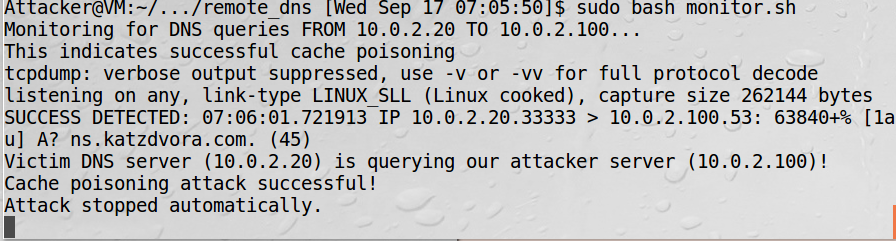 Attacker@VM:~/.../remote_dns [Wed Sep 17 07:05:50]$ sudo bash monitor.sh
Monitoring for DNS queries FROM 10.0.2.20 TO 10.0.2.100...
This indicates successful cache poisoning
tcpdump: verbose output suppressed, use -v or -vv for full protocol decode
listening on any, link-type LINUX_SLL (Linux cooked), capture size 262144 bytes
SUCCESS DETECTED: 07:06:01.721913 IP 10.0.2.20.33333 > 10.0.2.100.53: 63840+% [1a
u] A? ns.katzdvora.com. (45)
Victim DNS server (10.0.2.20) is querying our attacker server (10.0.2.100)!
Cache poisoning attack successful!
Attack stopped automatically.